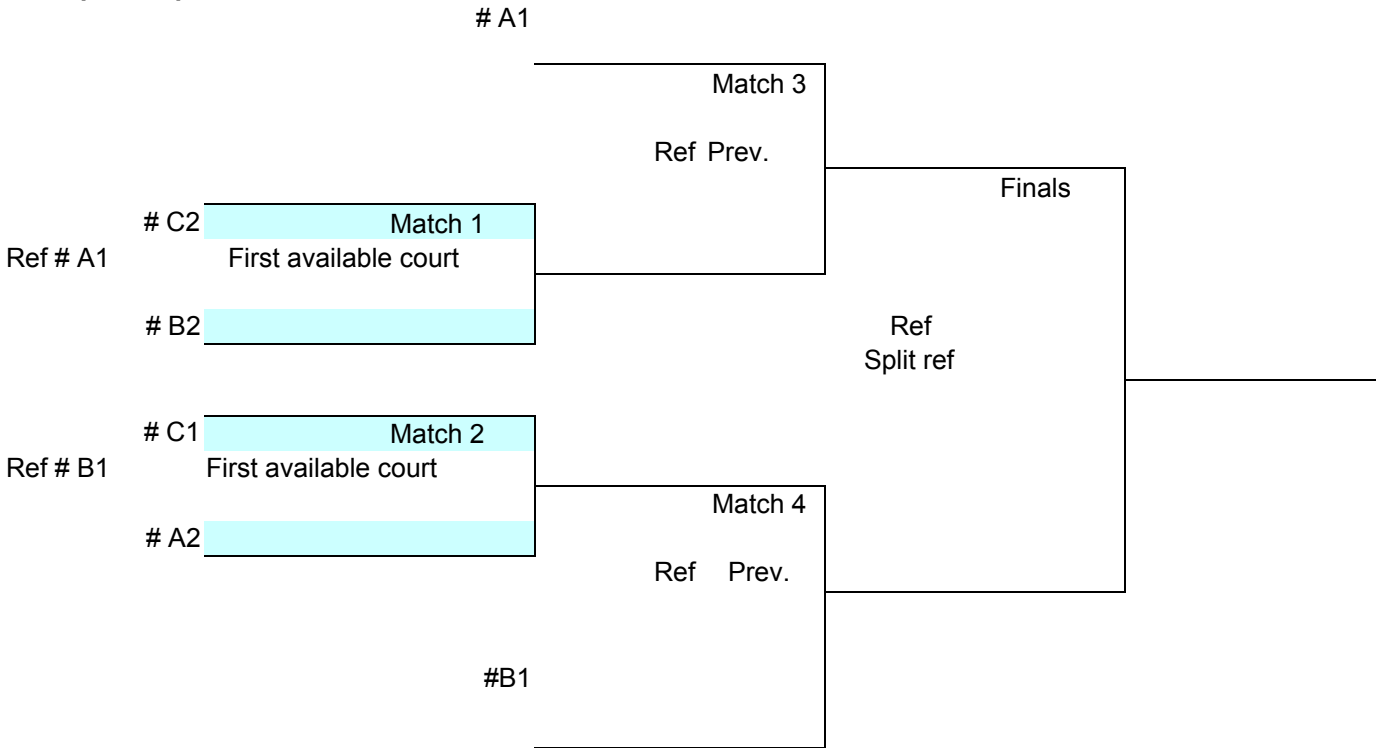 # A1
Match 3
Ref Prev.
Finals
# C2 Match 1
Ref # A1 First available court
# B2 Ref
Split ref
# C1 Match 2
Ref # B1 First available court
Match 4
# A2
Ref Prev.
#B1